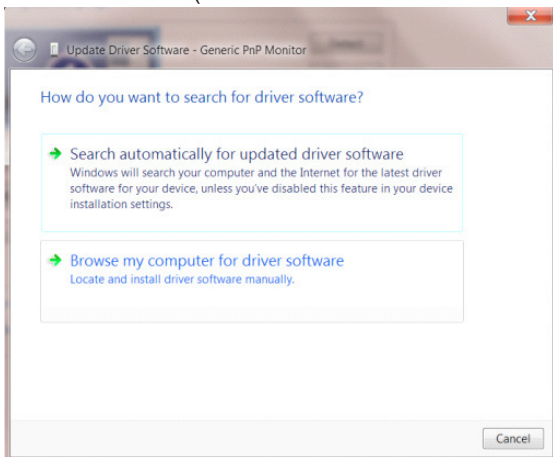 Update Driver Software - Generic PnP Monitor
How do you want to search for driver software?
Search automatically for updated driver software
Windows will search your computer and the Internet for the latest driver
software for your device, unless you've disabled this feature in your device
installation settings.
Browse my computer for driver software
Locate and install driver software manually.
Cancel